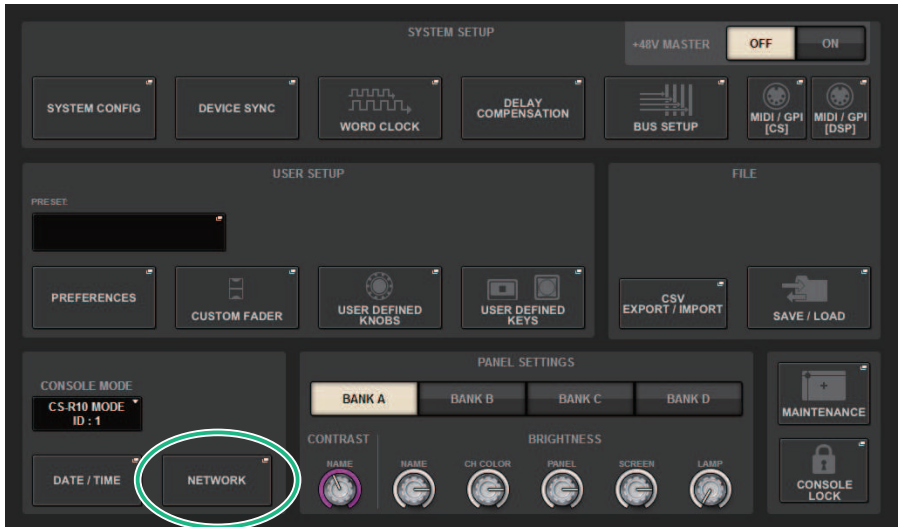 SYSTEM SETUP
+48V MASTER
OFF
ON
SYSTEM CONFIG
DEVICE SYNC
WORD CLOCK
DELAY
COMPENSATION
BUS SETUP
MIDI / GPI
[CS]
MIDI / GPI
[DSP]
USER SETUP
PRESET
PREFERENCES
CUSTOM FADER
USER DEFINED
KNOBS
USER DEFINED
KEYS
FILE
CSV
EXPORT / IMPORT
SAVE / LOAD
CONSOLE MODE
CS-R10 MODE
ID : 1
DATE / TIME
NETWORK
PANEL SETTINGS
BANK A
BANK B
BANK C
BANK D
CONTRAST
BRIGHTNESS
NAME
NAME
CH COLOR
PANEL
SCREEN
LAMP
MAINTENANCE
CONSOLE
LOCK